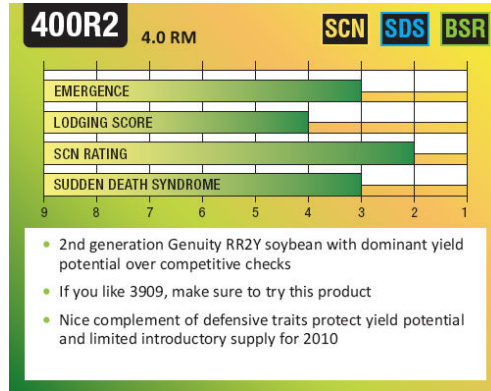 400R2 4.0 RM SCN SDS BSR
EMERGENCE
LODGING SCORE
SCN RATING
SUDDEN DEATH SYNDROME
9 8 7 6 5 4 3 2 1
• 2nd generation Genuity RR2Y soybean with dominant yield
potential over competitive checks
• If you like 3909, make sure to try this product
• Nice complement of defensive traits protect yield potential
and limited introductory supply for 2010